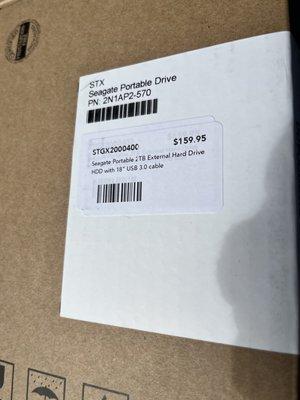 STX
Seagate Portable Drive
PN: 2N1AP2-570
STGX2000400 $159.95
Seagate Portable 2TB External Hard Drive
HDD with 18" USB 3.0 cable